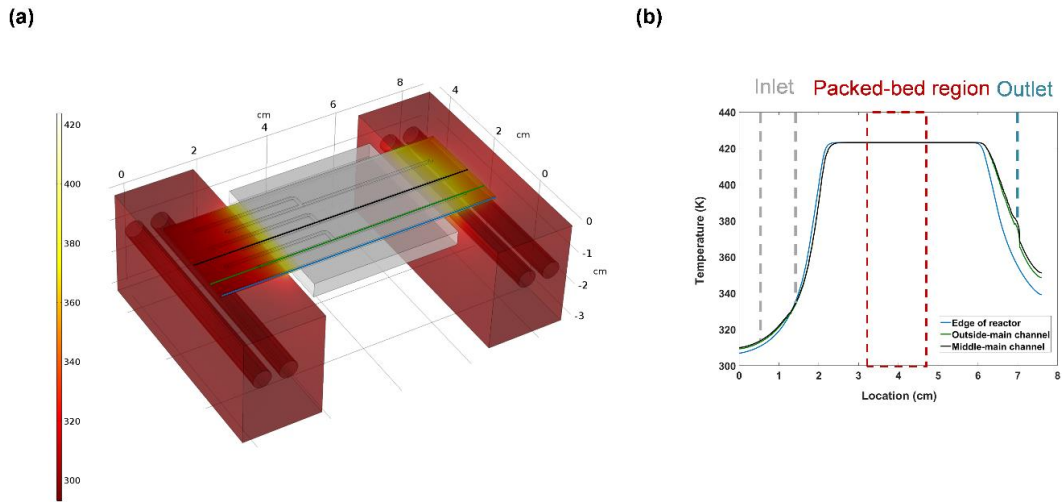 (a)
(b)
cm
0
2
4
6
8
4
2
cm
0
0
-1
cm
-2
-3
420
400
380
360
340
320
300
Inlet
Packed-bed region
Outlet
440
420
400
380
360
340
320
300
Temperature (K)
0 1 2 3 4 5 6 7 8
Location (cm)
Edge of reactor
Outside-main channel
Middle-main channel